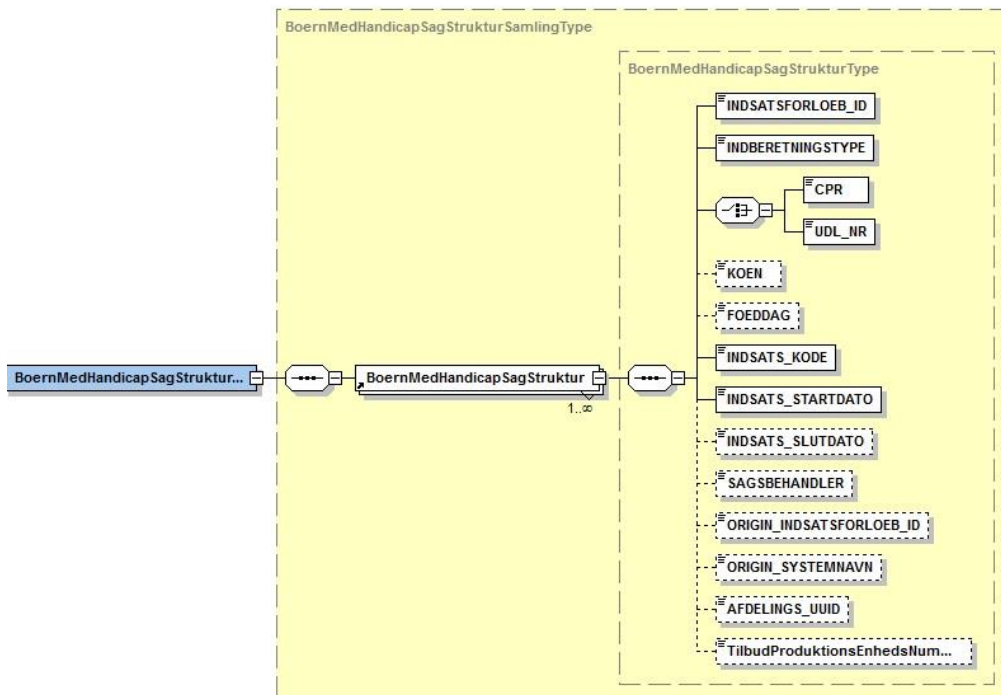 BoernMedHandicapSagStrukturSamlingType
BoernMedHandicapSagStrukturType
INDSATSFORLOEB_ID
INDBERETNINGSTYPE
CPR
UDL_NR
KOEN
FOEDDAG
INDSATS_KODE
BoernMedHandicapSagStruktur...
BoernMedHandicapSagStruktur
1..∞
INDSATS_STARTDATO
INDSATS_SLUTDATO
SAGSBEHANDLER
ORIGIN_INDSATSFORLOEB_ID
ORIGIN_SYSTEMNAVN
AFDELINGS_UUID
TilbudProduktionsEnhedsNum...